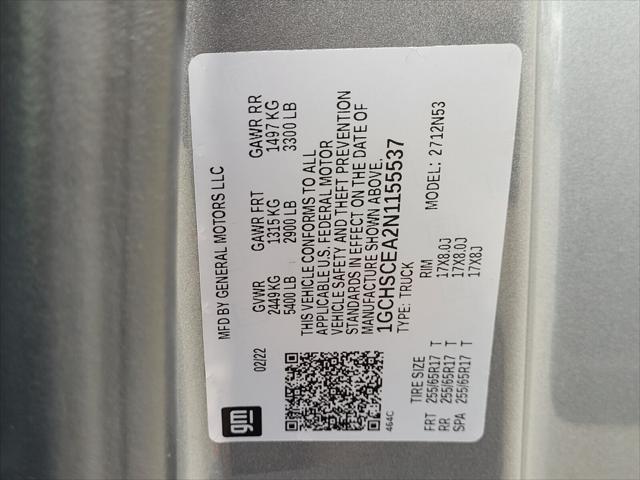 gm
MFD BY GENERAL MOTORS LLC
02/22
GVWR GAWR FRT GAWR RR
2449 KG 1315 KG 1497 KG
5400 LB 2900 LB 3300 LB
THIS VEHICLE CONFORMS TO ALL
APPLICABLE U.S. FEDERAL MOTOR
VEHICLE SAFETY AND THEFT PREVENTION
STANDARDS IN EFFECT ON THE DATE OF
MANUFACTURE SHOWN ABOVE.
1GCHSCEA2N1155537
TYPE: TRUCK MODEL: 2712N53
464C
TIRE SIZE RIM
FRT 255/65R17 T 17X8.0J
RR 255/65R17 T 17X8.0J
SPA 255/65R17 T 17X8J